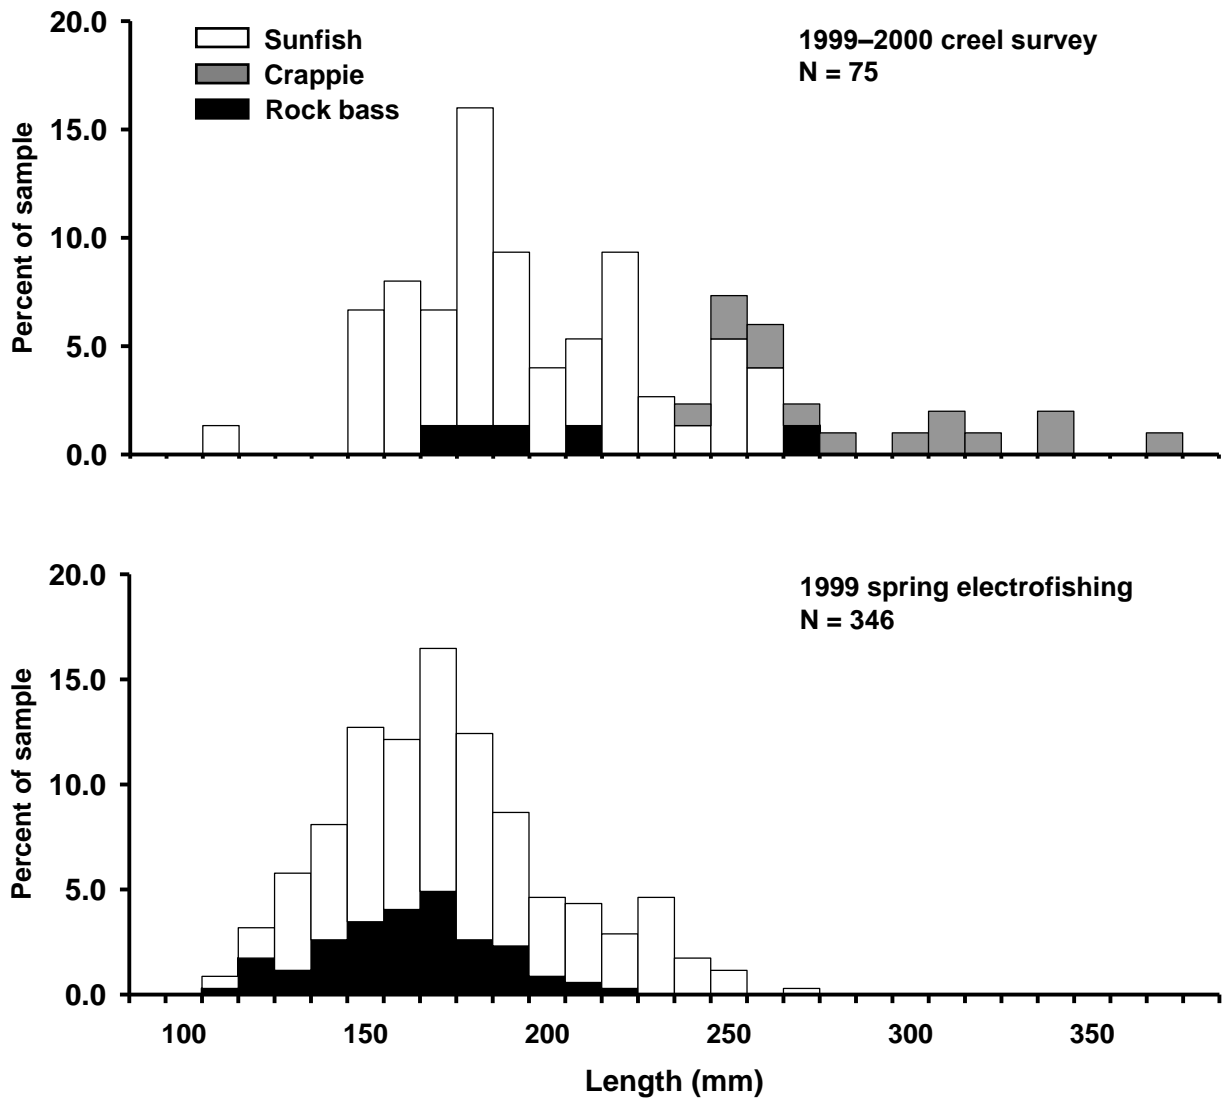 20.0
15.0
10.0
5.0
0.0
Percent of sample
Sunfish
Crappie
Rock bass
1999–2000 creel survey
N = 75
20.0
15.0
10.0
5.0
0.0
Percent of sample
1999 spring electrofishing
N = 346
100 150 200 250 300 350
Length (mm)